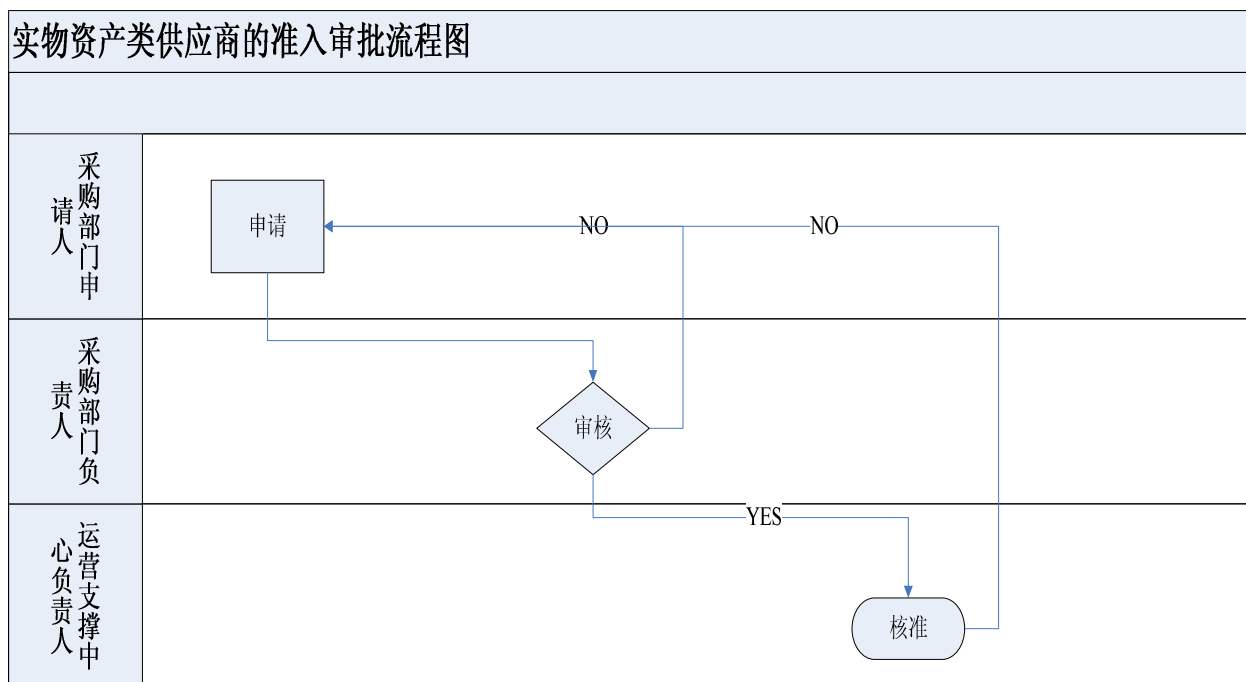 实物资产类供应商的准入审批流程图
采购部门申
请人
申请
NO
NO
采购部门负
责人
审核
运营支撑中
心负责人
YES
核准